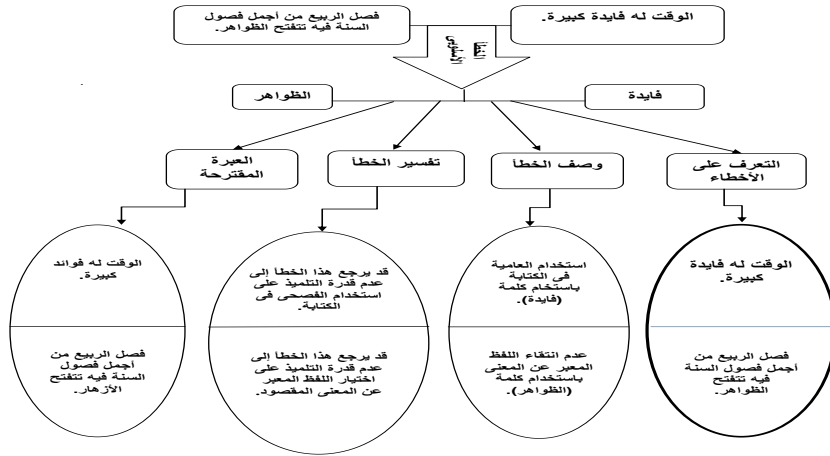 الوقت له فايدة كبيرة.
فصل الربيع من أجمل فصول
السنة فيه تتفتح الظواهر.
الخطأ
الأسلوبى
فايدة
الظواهر
التعرف على
الأخطاء
وصف الخطأ
تفسير الخطأ
العبرة
المقترحة
الوقت له فايدة
كبيرة.
فصل الربيع من
أجمل فصول السنة
فيه تتفتح
الظواهر.
استخدام العامية
فى الكتابة
باستخام كلمة
(فايدة).
عدم انتقاء اللفظ
المعبر عن المعنى
باستخدام كلمة
(الظواهر).
قد يرجع هذا الخطأ إلى
عدم قدرة التلميذ على
استخدام الفصحى فى
الكتابة.
قد يرجع هذا الخطأ إلى
عدم قدرة التلميذ على
اختيار اللفظ المعبر
عن المعنى المقصود.
الوقت له فوائد
كبيرة.
فصل الربيع من
أجمل فصول
السنة فيه تتفتح
الأزهار.